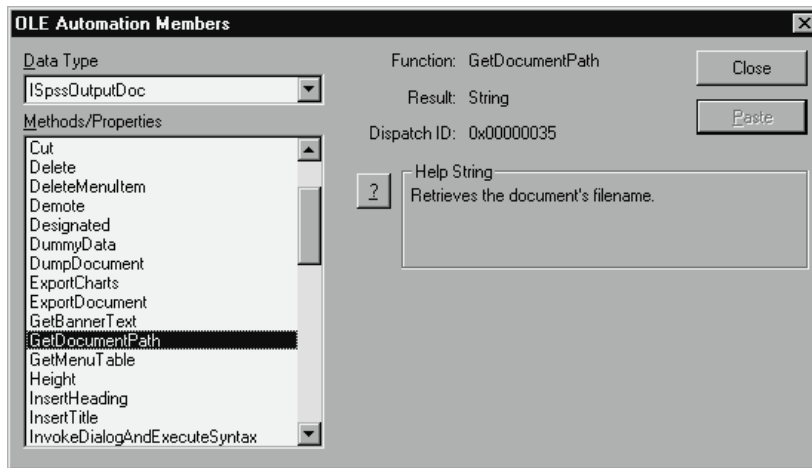 OLE Automation Members
Data Type
ISpssOutputDoc
Methods/Properties
Cut
Delete
DeleteMenuItem
Demote
Designated
DummyData
DumpDocument
ExportCharts
ExportDocument
GetBannerText
GetDocumentPath
GetMenuTable
Height
InsertHeading
InsertTitle
InvokeDialogAndExecuteSyntax
Function: GetDocumentPath
Result: String
Dispatch ID: 0x00000035
?
Help String
Retrieves the document's filename.
Close
Paste